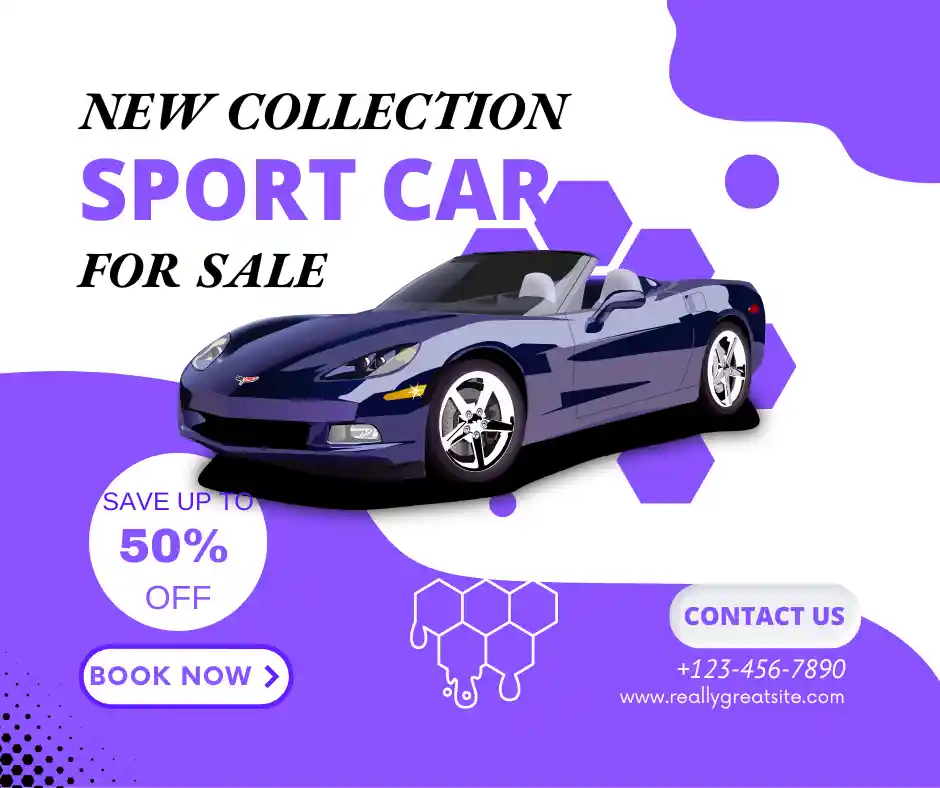 NEW COLLECTION
SPORT CAR
FOR SALE
SAVE UP TO
50%
OFF
BOOK NOW
CONTACT US
+123-456-7890
www.reallygreatsite.com